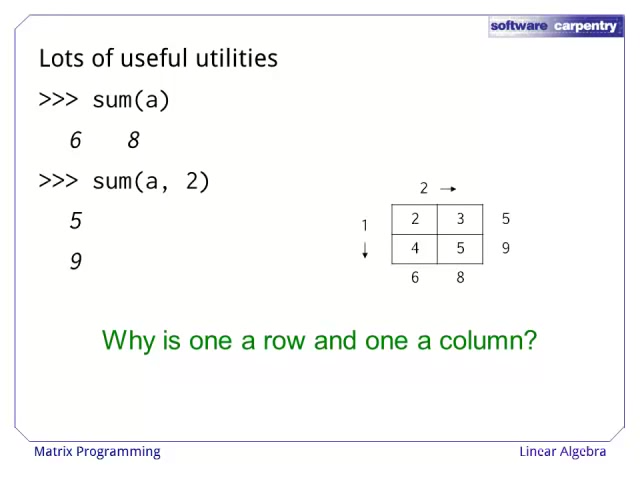 software carpentry
Lots of useful utilities
>>> sum(a)
6 8
>>> sum(a, 2)
5
9
2 →
1 ↓
2 3 5
4 5 9
6 8
Why is one a row and one a column?
Matrix Programming
Linear Algebra